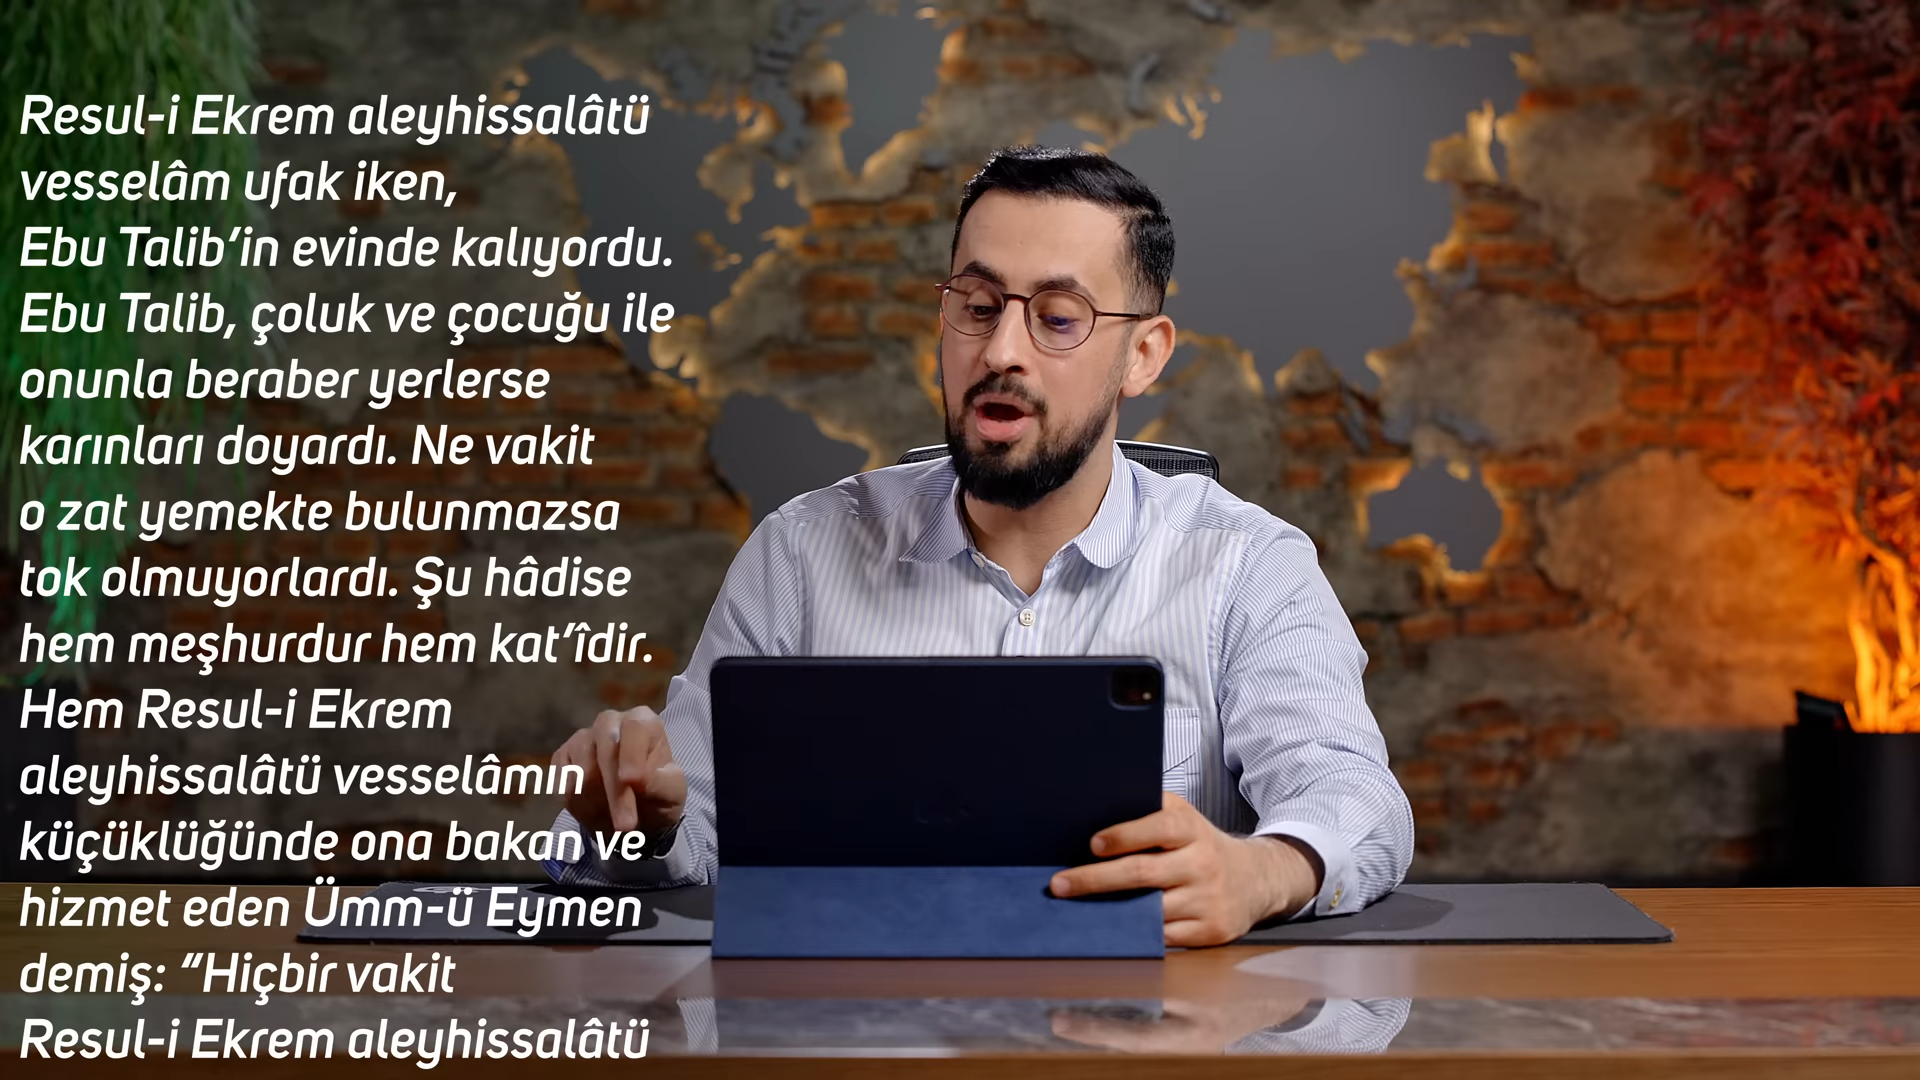 Resul-i Ekrem aleyhissalâtü
vesselâm ufak iken,
Ebu Talib’in evinde kalıyordu.
Ebu Talib, çoluk ve çocuğu ile
onunla beraber yerlerse
karınları doyardı. Ne vakit
o zat yemekte bulunmazsa
tok olmuyorlardı. Şu hâdise
hem meşhurdur hem kat’îdir.
Hem Resul-i Ekrem
aleyhissalâtü vesselâmın
küçüklüğünde ona bakan ve
hizmet eden Ümm-ü Eymen
demiş: “Hiçbir vakit
Resul-i Ekrem aleyhissalâtü